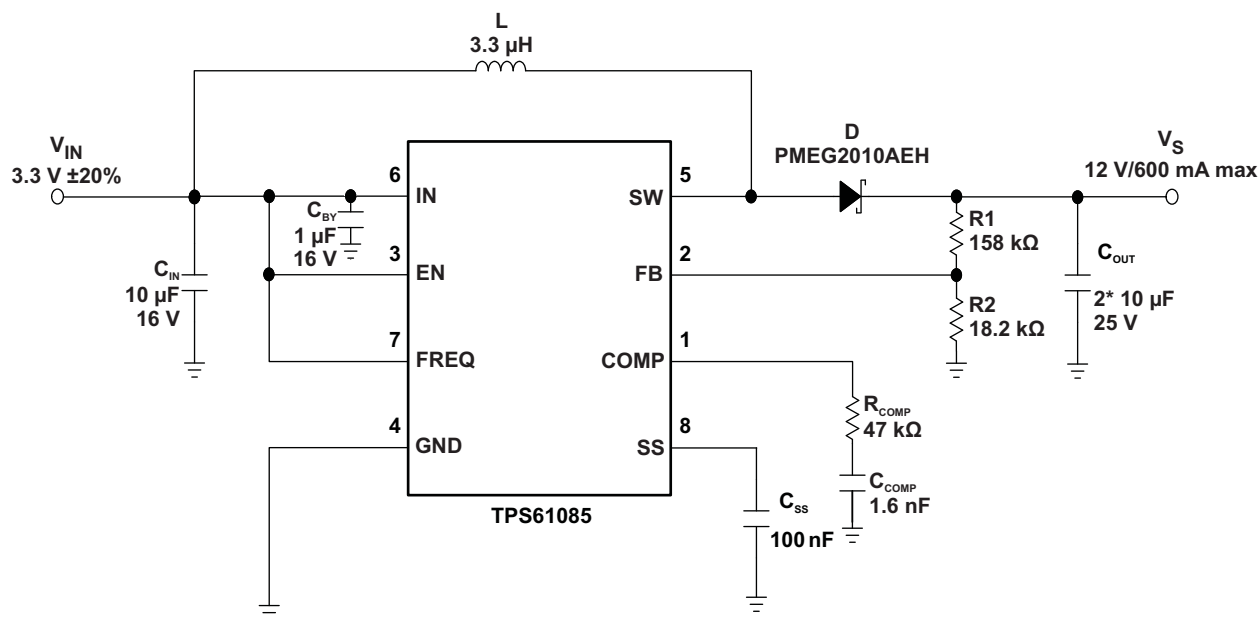 L
3.3 µH
V_IN
3.3 V ±20%
D
PMEG2010AEH
V_S
12 V/600 mA max
6
IN
C_BY
1 µF
16 V
3
EN
C_IN
10 µF
16 V
7
FREQ
4
GND
5
SW
2
FB
1
COMP
8
SS
TPS61085
R1
158 kΩ
R2
18.2 kΩ
C_OUT
2* 10 µF
25 V
R_COMP
47 kΩ
C_COMP
1.6 nF
C_SS
100 nF